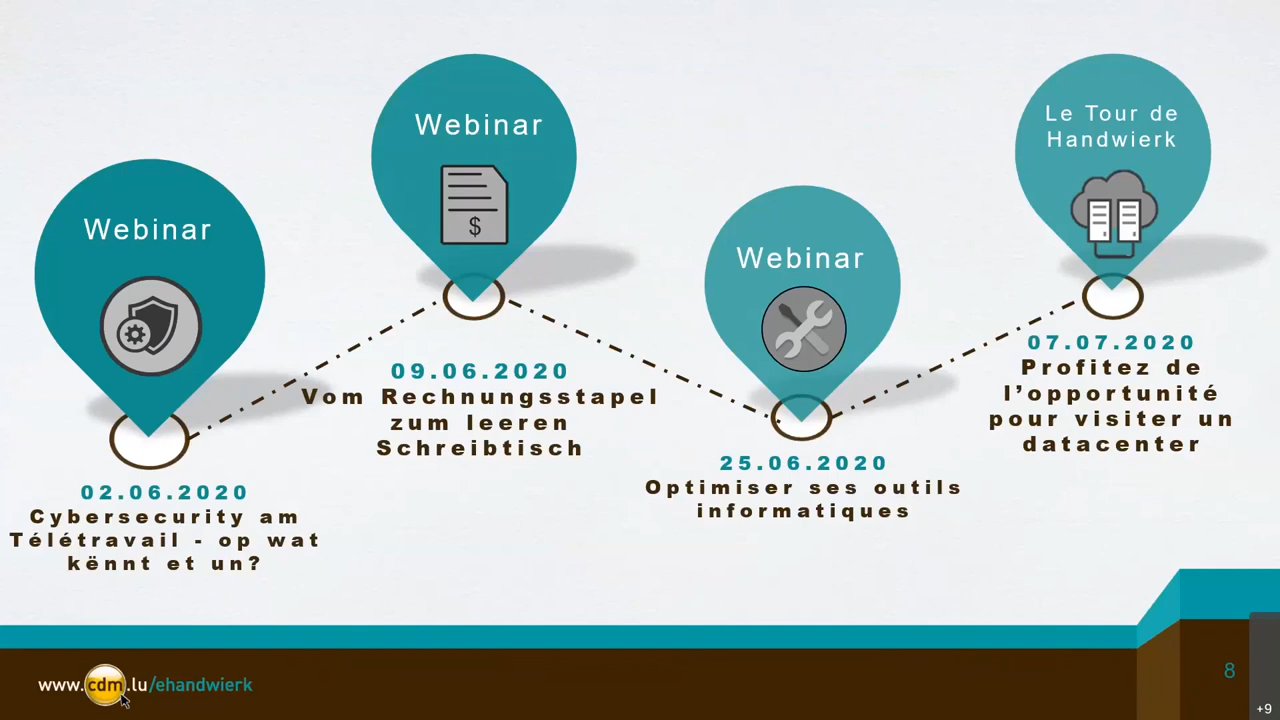 Webinar
02.06.2020
Cybersecurity am
Télétravail - op wat
kënnt et un?
Webinar
$
09.06.2020
Vom Rechnungsstapel
zum leeren
Schreibtisch
Webinar
25.06.2020
Optimiser ses outils
informatiques
Le Tour de
Handwierk
07.07.2020
Profitez de
l’opportunité
pour visiter un
datacenter
www.cdm.lu/ehandwierk
8
+9